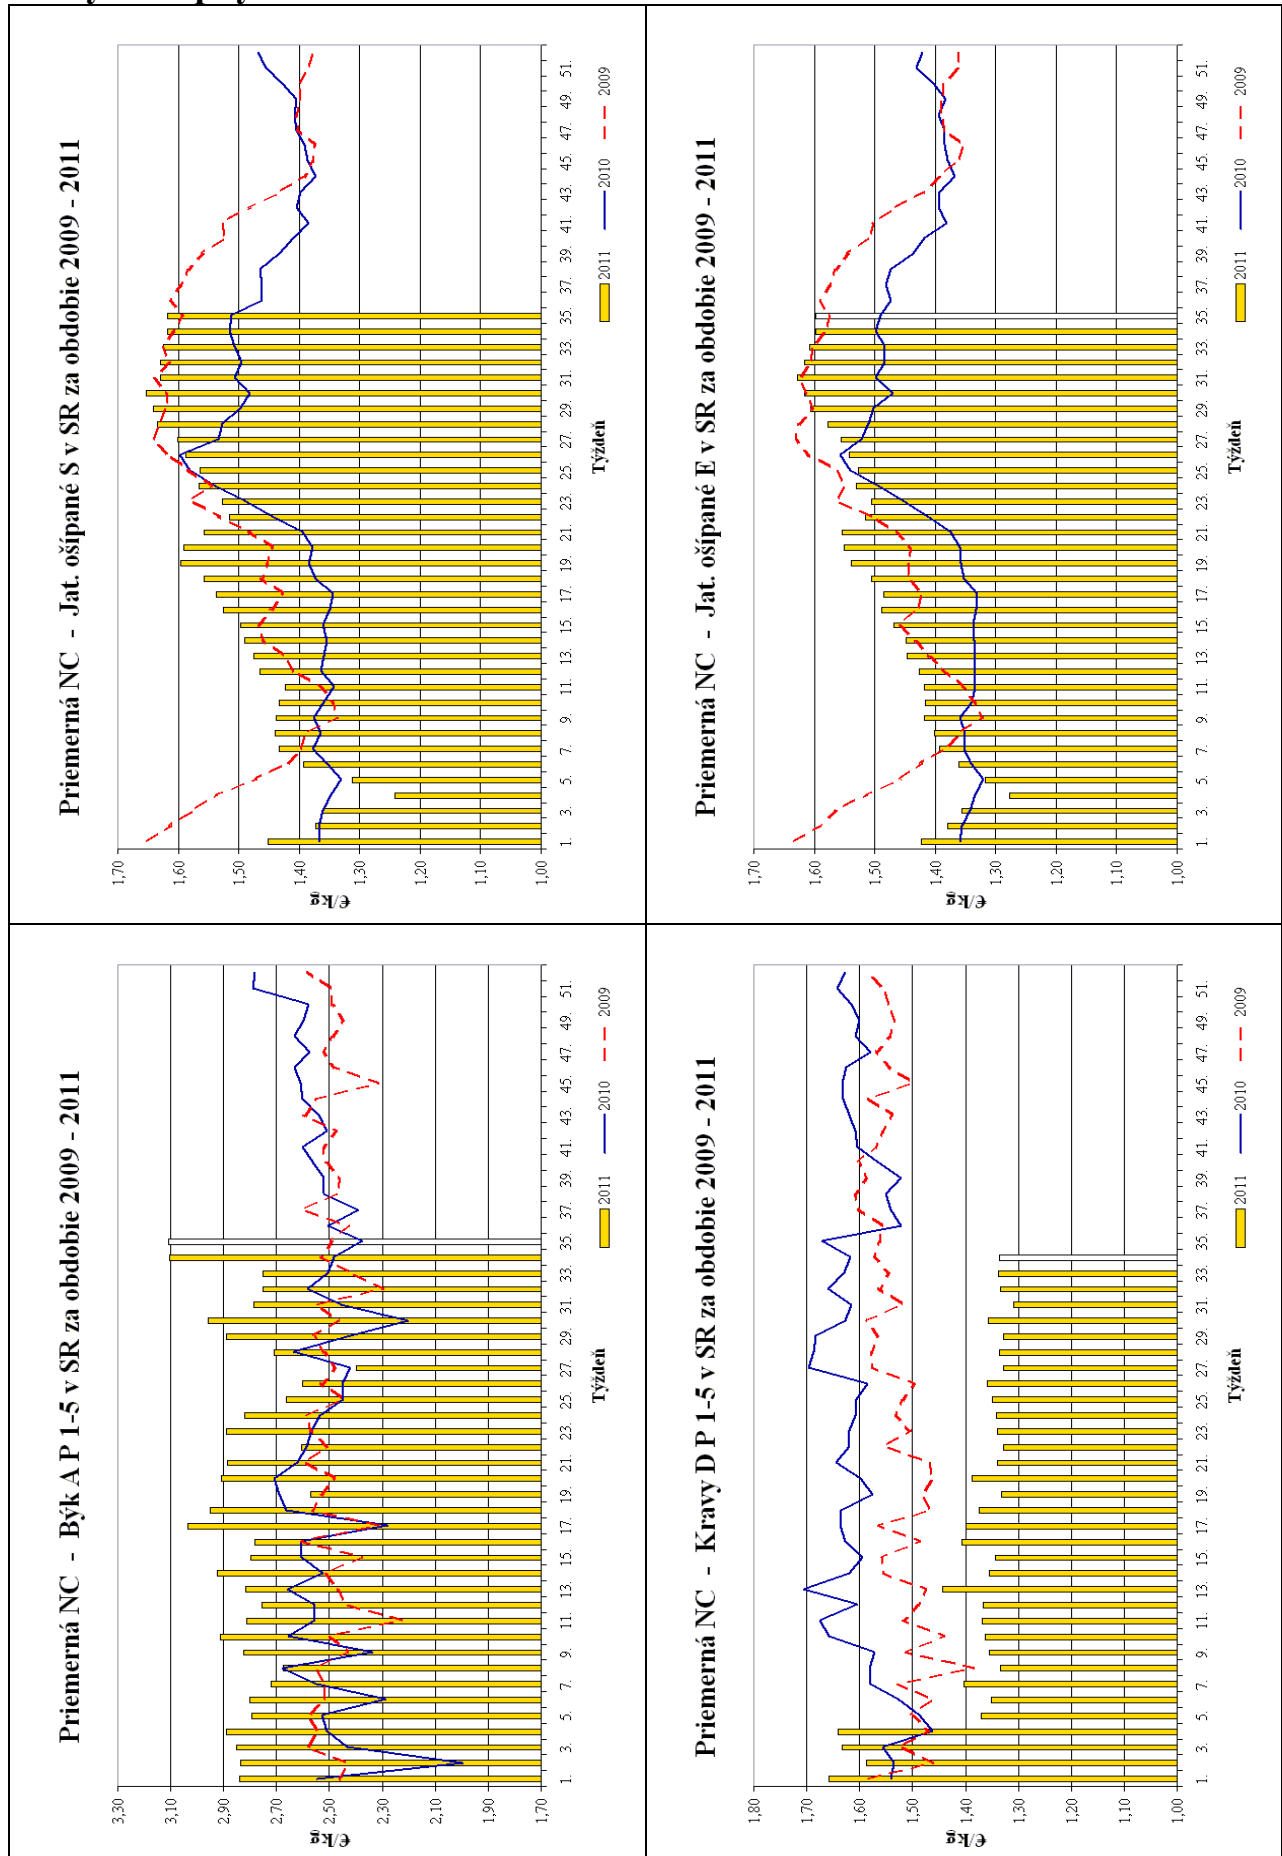 Priemerná NC - Býk A P 1-5 v SR za obdobie 2009 - 2011
3,30
3,10
2,90
2,70
2,50
2,30
2,10
1,90
1,70
€/kg
1. 3. 5. 7. 9. 11. 13. 15. 17. 19. 21. 23. 25. 27. 29. 31. 33. 35. 37. 39. 41. 43. 45. 47. 49. 51.
Týždeň
2011 2010 2009
Priemerná NC - Jat. ošípané S v SR za obdobie 2009 - 2011
1,70
1,60
1,50
1,40
1,30
1,20
1,10
1,00
€/kg
1. 3. 5. 7. 9. 11. 13. 15. 17. 19. 21. 23. 25. 27. 29. 31. 33. 35. 37. 39. 41. 43. 45. 47. 49. 51.
Týždeň
2011 2010 2009
Priemerná NC - Kravy D P 1-5 v SR za obdobie 2009 - 2011
1,80
1,70
1,60
1,50
1,40
1,30
1,20
1,10
1,00
€/kg
1. 3. 5. 7. 9. 11. 13. 15. 17. 19. 21. 23. 25. 27. 29. 31. 33. 35. 37. 39. 41. 43. 45. 47. 49. 51.
Týždeň
2011 2010 2009
Priemerná NC - Jat. ošípané E v SR za obdobie 2009 - 2011
1,70
1,60
1,50
1,40
1,30
1,20
1,10
1,00
€/kg
1. 3. 5. 7. 9. 11. 13. 15. 17. 19. 21. 23. 25. 27. 29. 31. 33. 35. 37. 39. 41. 43. 45. 47. 49. 51.
Týždeň
2011 2010 2009